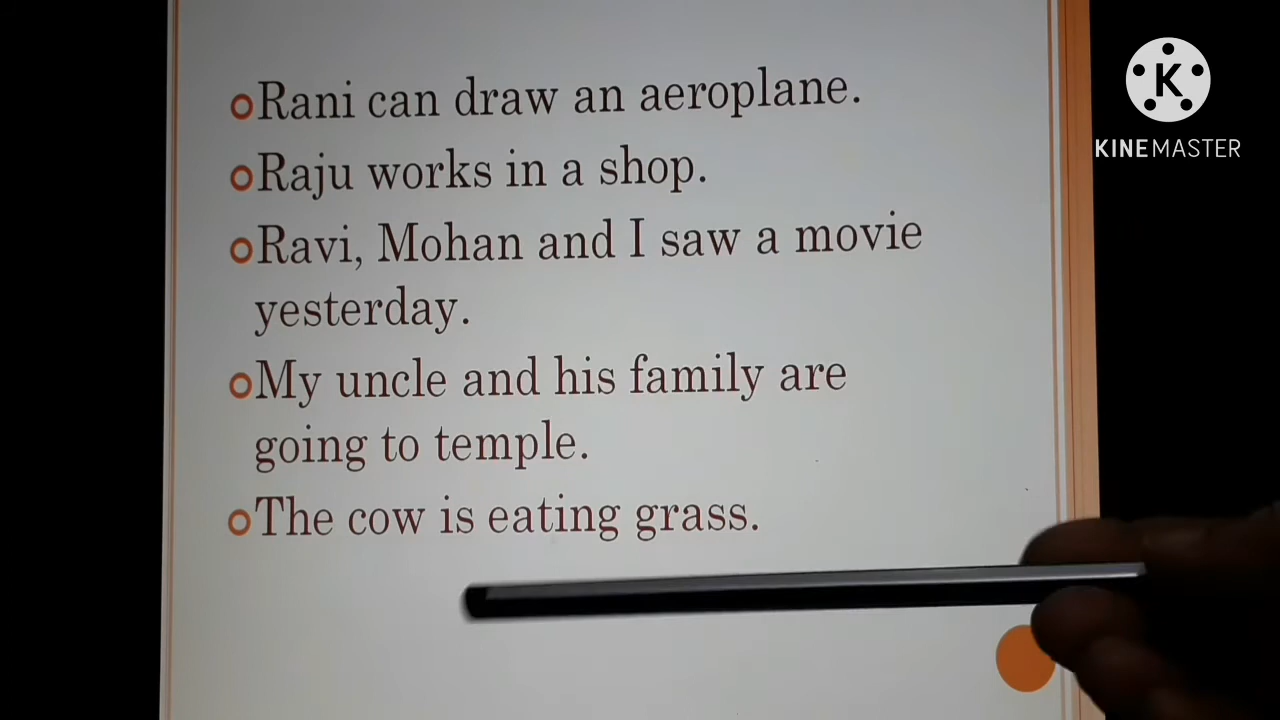 Rani can draw an aeroplane.
Raju works in a shop.
Ravi, Mohan and I saw a movie
yesterday.
My uncle and his family are
going to temple.
The cow is eating grass.
K
KINEMASTER